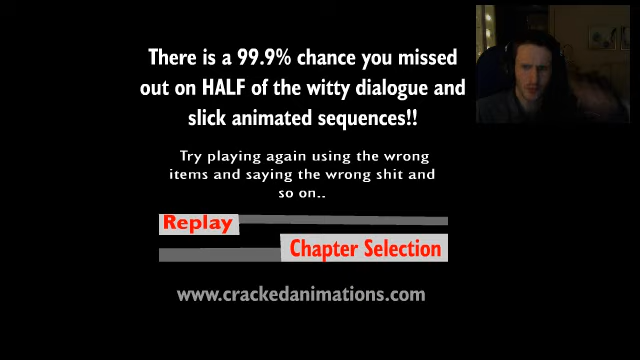 There is a 99.9% chance you missed
out on HALF of the witty dialogue and
slick animated sequences!!
Try playing again using the wrong
items and saying the wrong shit and
so on..
Replay
Chapter Selection
www.crackedanimations.com